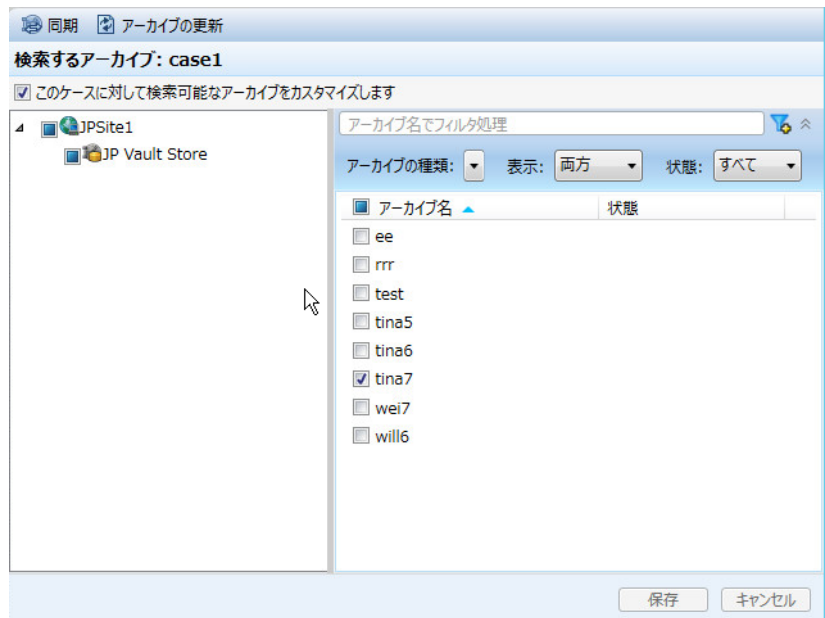 同期 アーカイブの更新
検索するアーカイブ: case1
このケースに対して検索可能なアーカイブをカスタマイズします
JPSite1
JP Vault Store
アーカイブ名でフィルタ処理
アーカイブの種類: 表示: 両方 状態: すべて
アーカイブ名 状態
ee
rrr
test
tina5
tina6
tina7
wei7
will6
保存 キャンセル